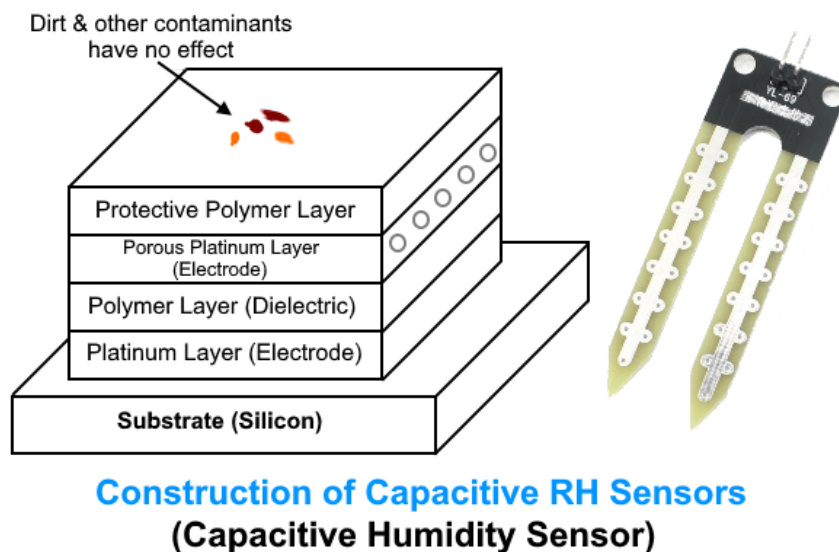 Dirt & other contaminants
have no effect
YL-69
Protective Polymer Layer
Porous Platinum Layer
(Electrode)
Polymer Layer (Dielectric)
Platinum Layer (Electrode)
Substrate (Silicon)
Construction of Capacitive RH Sensors
(Capacitive Humidity Sensor)